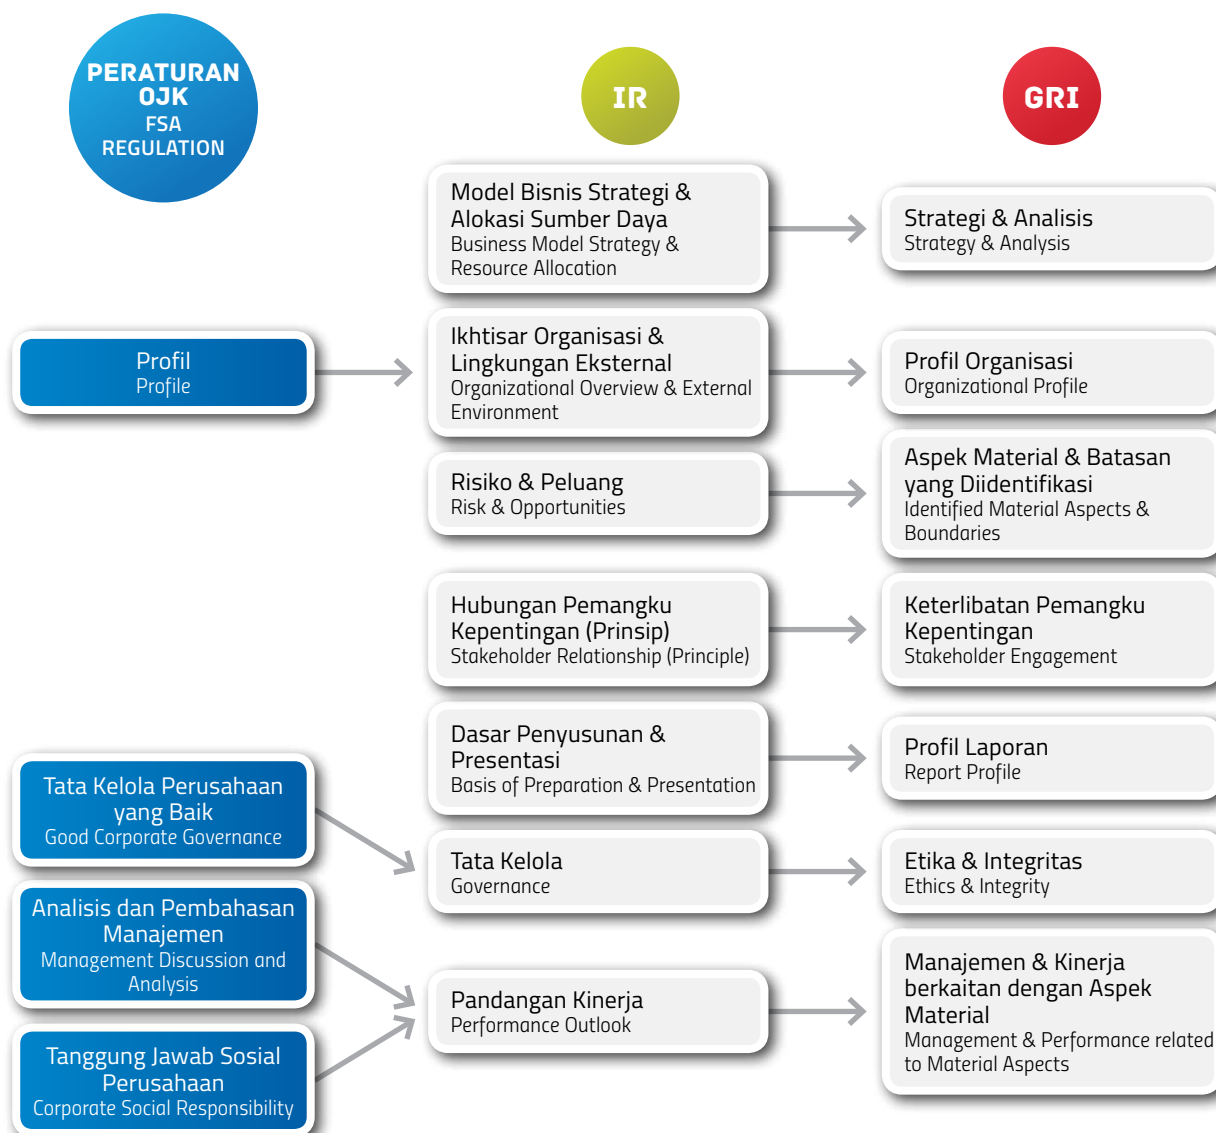 PERATURAN
OJK
FSA
REGULATION
IR
GRI
Model Bisnis Strategi &
Alokasi Sumber Daya
Business Model Strategy &
Resource Allocation
Strategi & Analisis
Strategy & Analysis
Profil
Profile
Ikhtisar Organisasi &
Lingkungan Eksternal
Organizational Overview & External
Environment
Profil Organisasi
Organizational Profile
Risiko & Peluang
Risk & Opportunities
Aspek Material & Batasan
yang Diidentifikasi
Identified Material Aspects &
Boundaries
Hubungan Pemangku
Kepentingan (Prinsip)
Stakeholder Relationship (Principle)
Keterlibatan Pemangku
Kepentingan
Stakeholder Engagement
Dasar Penyusunan &
Presentasi
Basis of Preparation & Presentation
Profil Laporan
Report Profile
Tata Kelola Perusahaan
yang Baik
Good Corporate Governance
Tata Kelola
Governance
Etika & Integritas
Ethics & Integrity
Analisis dan Pembahasan
Manajemen
Management Discussion and
Analysis
Pandangan Kinerja
Performance Outlook
Manajemen & Kinerja
berkaitan dengan Aspek
Material
Management & Performance related
to Material Aspects
Tanggung Jawab Sosial
Perusahaan
Corporate Social Responsibility